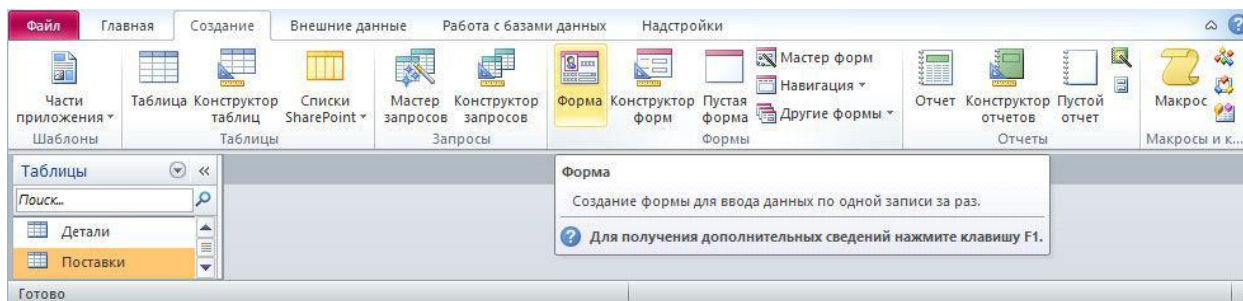 Файл Главная Создание Внешние данные Работа с базами данных Надстройки
Части приложения
Таблица
Конструктор таблиц
Списки SharePoint
Мастер запросов
Конструктор запросов
Форма
Конструктор форм
Пустая форма
Мастер форм
Навигация
Другие формы
Отчет
Конструктор отчетов
Пустой отчет
Макрос
Шаблоны Таблицы Запросы Формы Отчеты Макросы и к...
Таблицы
Поиск...
Детали
Поставки
Форма
Создание формы для ввода данных по одной записи за раз.
Для получения дополнительных сведений нажмите клавишу F1.
Готово